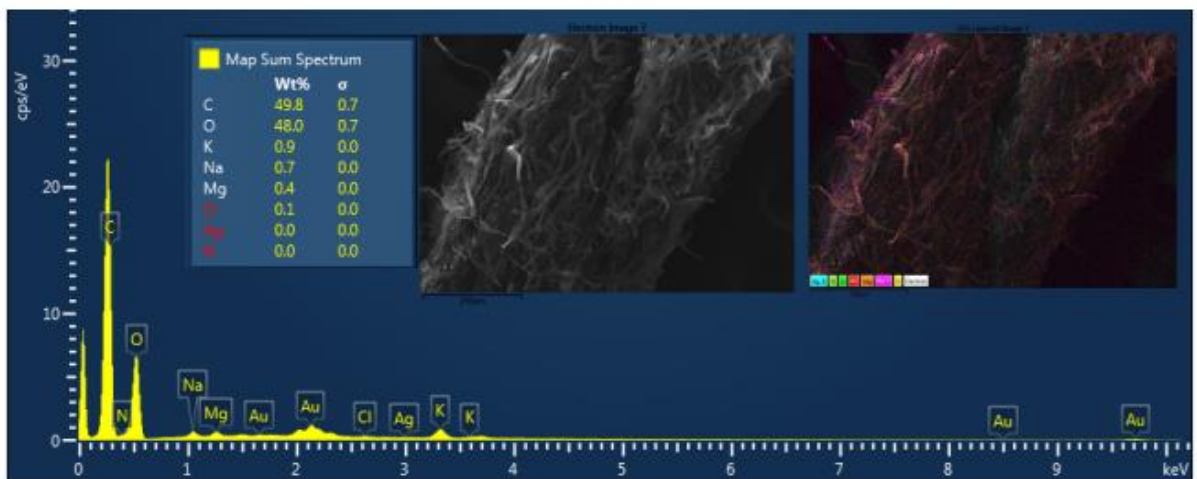 Electron Image 2
Map Sum Spectrum
Wt% σ
C 49.8 0.7
O 48.0 0.7
K 0.9 0.0
Na 0.7 0.0
Mg 0.4 0.0
0.1 0.0
0.0 0.0
0.0 0.0
cps/eV
30
20
10
0
C
O
N
Na
Mg
Au
Au
Cl
Ag
K
K
Au
Au
0 1 2 3 4 5 6 7 8 9 keV